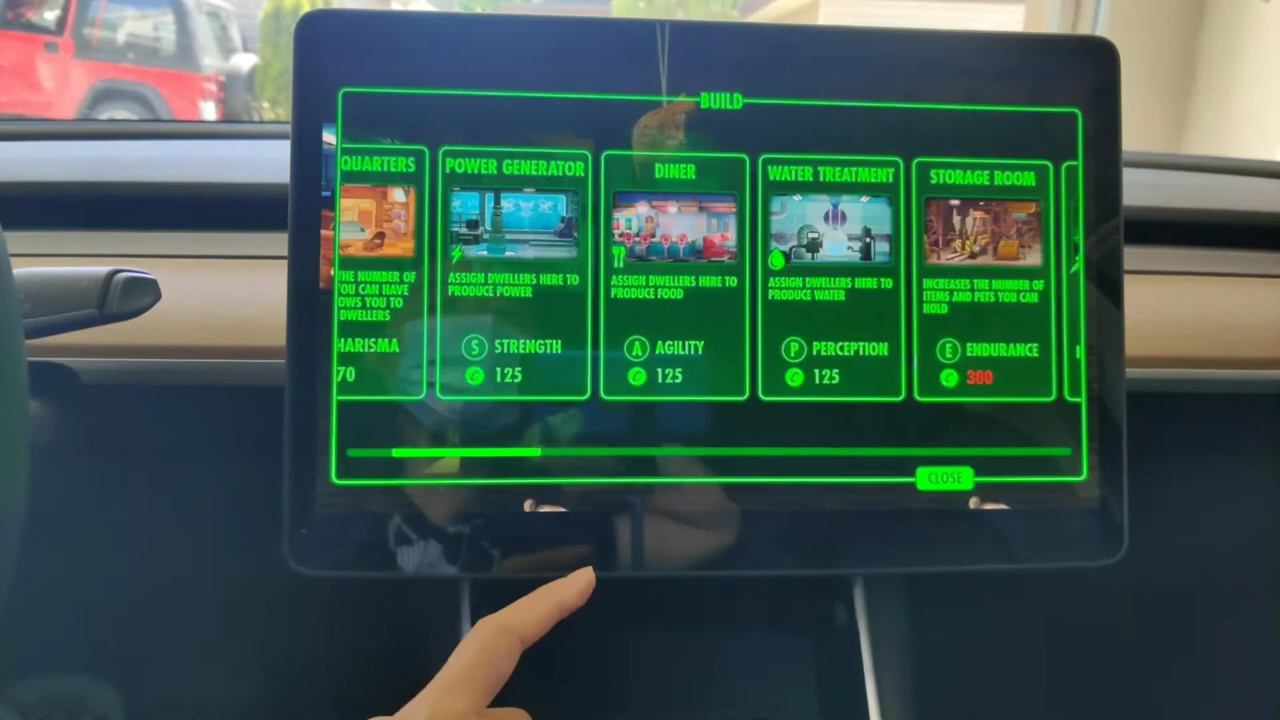 BUILD
QUARTERS
THE NUMBER OF
YOU CAN HAVE
OWS YOU TO
DWELLERS
HARISMA
70
POWER GENERATOR
ASSIGN DWELLERS HERE TO
PRODUCE POWER
S STRENGTH
125
DINER
ASSIGN DWELLERS HERE TO
PRODUCE FOOD
A AGILITY
125
WATER TREATMENT
ASSIGN DWELLERS HERE TO
PRODUCE WATER
P PERCEPTION
125
STORAGE ROOM
INCREASES THE NUMBER OF
ITEMS AND PETS YOU CAN
HOLD
E ENDURANCE
300
CLOSE